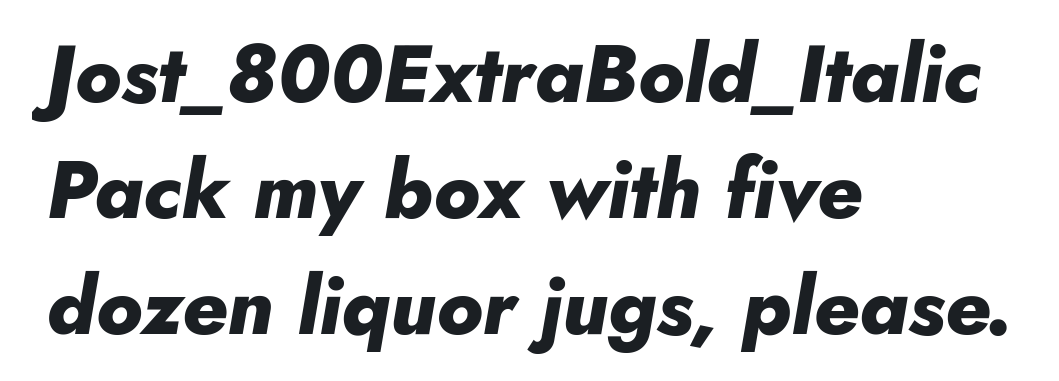 Jost_800ExtraBold_Italic
Pack my box with five
dozen liquor jugs, please.